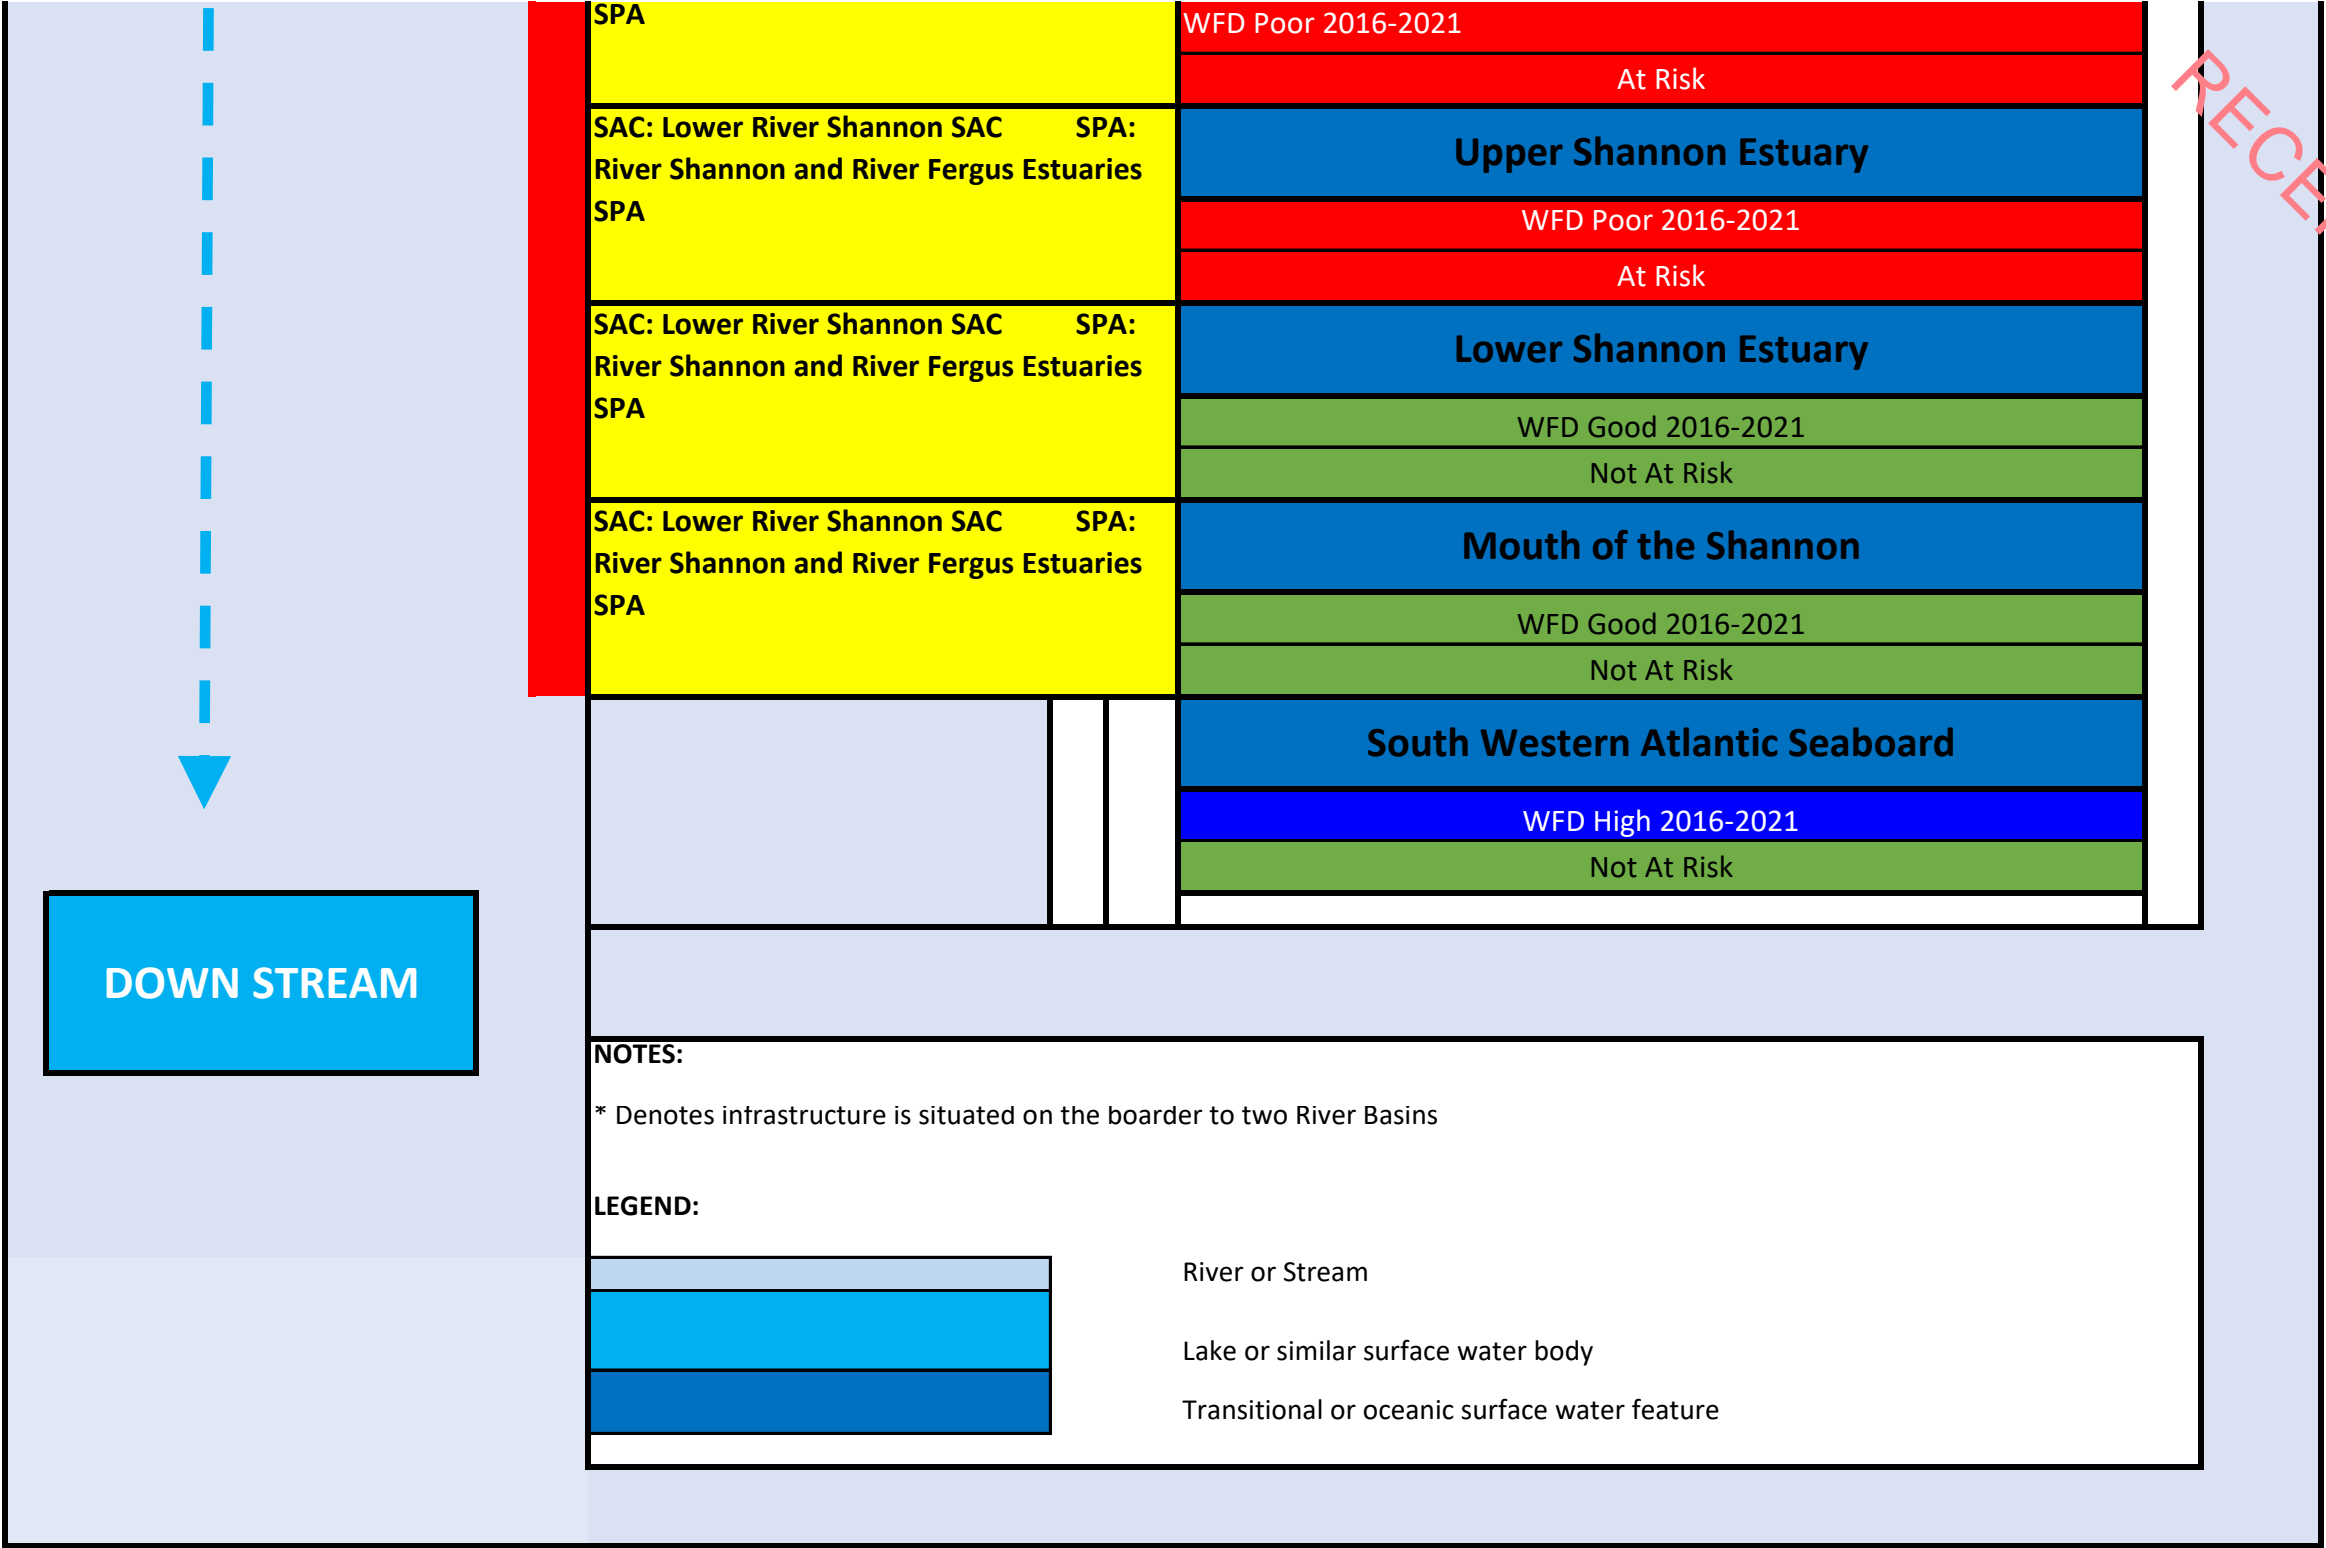 SPA
WFD Poor 2016-2021
At Risk
SAC: Lower River Shannon SAC SPA:
River Shannon and River Fergus Estuaries
SPA
Upper Shannon Estuary
WFD Poor 2016-2021
At Risk
SAC: Lower River Shannon SAC SPA:
River Shannon and River Fergus Estuaries
SPA
Lower Shannon Estuary
WFD Good 2016-2021
Not At Risk
SAC: Lower River Shannon SAC SPA:
River Shannon and River Fergus Estuaries
SPA
Mouth of the Shannon
WFD Good 2016-2021
Not At Risk
South Western Atlantic Seaboard
WFD High 2016-2021
Not At Risk
DOWN STREAM
NOTES:
* Denotes infrastructure is situated on the boarder to two River Basins
LEGEND:
River or Stream
Lake or similar surface water body
Transitional or oceanic surface water feature